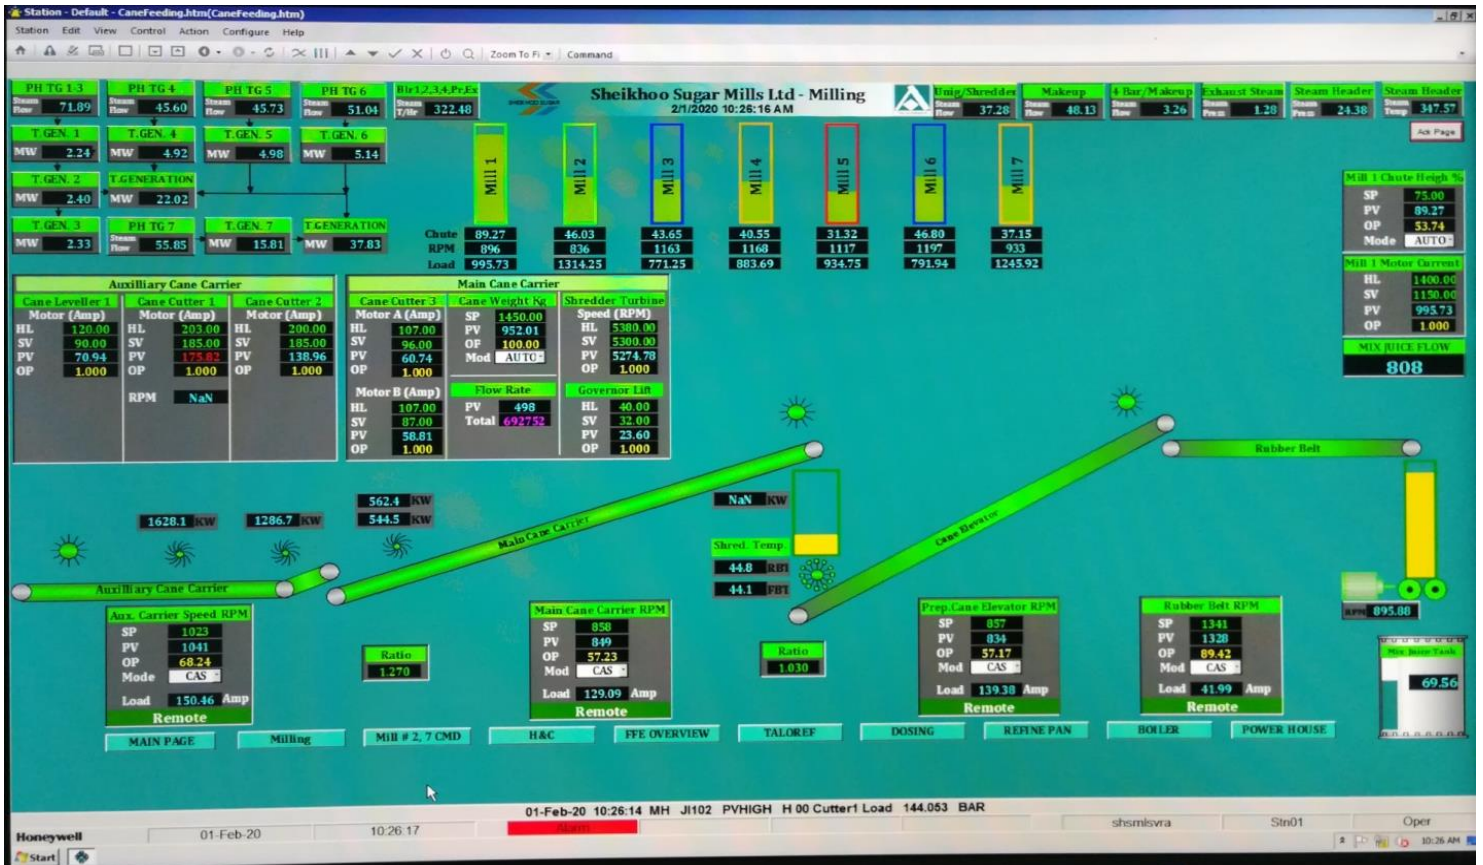 Station - Default - CaneFeeding.htm(CaneFeeding.htm)
Station Edit View Control Action Configure Help
Zoom To Fi Command
PH TG 1-3 PH TG 4 PH TG 5 PH TG 6 Blr1,2,3,4,Pr,Ex
Steam Flow 71.89 Steam Flow 45.60 Steam Flow 45.73 Steam Flow 51.04 Steam T/Hr 322.48
SHEIKHOO SUGAR
Sheikhoo Sugar Mills Ltd - Milling
2/1/2020 10:26:16 AM
Unig/Shredder Makeup 4 Bar/Makeup Exhaust Steam Steam Header Steam Header
Steam Flow 37.28 Steam Flow 48.13 Steam Flow 3.26 Steam Press 1.28 Steam Press 24.38 Steam Temp 347.57
Ack Page
T.GEN. 1 T.GEN. 4 T.GEN. 5 T.GEN. 6
MW 2.24 MW 4.92 MW 4.98 MW 5.14
T.GEN. 2 T.GENERATION
MW 2.40 MW 22.02
T.GEN. 3 PH TG 7 T.GEN. 7 T.GENERATION
MW 2.33 Steam Flow 55.85 MW 15.81 MW 37.83
Mill 1 Mill 2 Mill 3 Mill 4 Mill 5 Mill 6 Mill 7
Chute 89.27 46.03 43.65 40.55 31.32 46.80 37.15
RPM 896 836 1163 1168 1117 1197 933
Load 995.73 1314.25 771.25 883.69 934.75 791.94 1245.92
Mill 1 Chute Heigh %
SP 75.00
PV 89.27
OP 53.74
Mode AUTO
Mill 1 Motor Current
HL 1400.00
SV 1150.00
PV 995.73
OP 1.000
MIX JUICE FLOW
808
Auxilliary Cane Carrier
Cane Leveller 1 Cane Cutter 1 Cane Cutter 2
Motor (Amp) Motor (Amp) Motor (Amp)
HL 120.00 HL 203.00 HL 200.00
SV 90.00 SV 185.00 SV 185.00
PV 70.94 PV 175.82 PV 138.96
OP 1.000 OP 1.000 OP 1.000
RPM NaN
Main Cane Carrier
Cane Cutter 3 Cane Weight Kg Shredder Turbine
Motor A (Amp) Speed (RPM)
HL 107.00 SP 1450.00 HL 5380.00
SV 96.00 PV 952.01 SV 5300.00
PV 60.74 OP 100.00 PV 5274.78
OP 1.000 Mod AUTO OP 1.000
Motor B (Amp) Flow Rate Governor Lift
HL 107.00 PV 498 HL 40.00
SV 87.00 Total 692752 SV 32.00
PV 58.81 PV 23.60
OP 1.000 OP 1.000
Rubber Belt
1628.1 KW 1286.7 KW 562.4 KW
544.5 KW
NaN KW
Main Cane Carrier
Cane Elevator
Shred. Temp.
44.8 RBT
44.1 FBT
Auxilliary Cane Carrier
RPM 895.88
Aux. Carrier Speed RPM
SP 1023
PV 1041
OP 68.24
Mode CAS
Load 150.46 Amp
Remote
Ratio
1.270
Main Cane Carrier RPM
SP 858
PV 849
OP 57.23
Mod CAS
Load 129.09 Amp
Remote
Ratio
1.030
Prep.Cane Elevator RPM
SP 857
PV 834
OP 57.17
Mod CAS
Load 139.38 Amp
Remote
Rubber Belt RPM
SP 1341
PV 1328
OP 89.42
Mod CAS
Load 41.99 Amp
Remote
Mix Juice Tank
69.56
MAIN PAGE Milling Mill # 2, 7 CMD H&C FFE OVERVIEW TALOREF DOSING REFINE PAN BOILER POWER HOUSE
01-Feb-20 10:26:14 MH JI102 PVHIGH H 00 Cutter1 Load 144.053 BAR
Honeywell 01-Feb-20 10:26:17 Alarm shsmlsvra Stn01 Oper
Start 10:26 AM